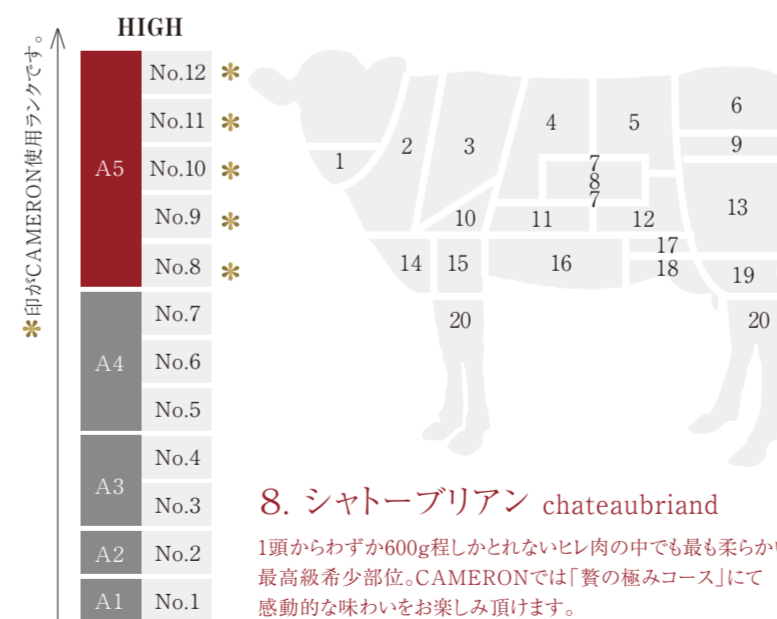 HIGH
✽印がCAMERON使用ランクです。
A5
No.12 ✽
No.11 ✽
No.10 ✽
No.9 ✽
No.8 ✽
A4
No.7
No.6
No.5
A3
No.4
No.3
A2 No.2
A1 No.1
1
2
3
4
5
6
9
7
8
7
10
11
12
13
14
15
16
17
18
19
20
20
8. シャトーブリアン chateaubriand
1頭からわずか600g程しかとれないヒレ肉の中でも最も柔らか
最高級希少部位。CAMERONでは「贅の極みコース」にて
感動的な味わいをお楽しみ頂けます。